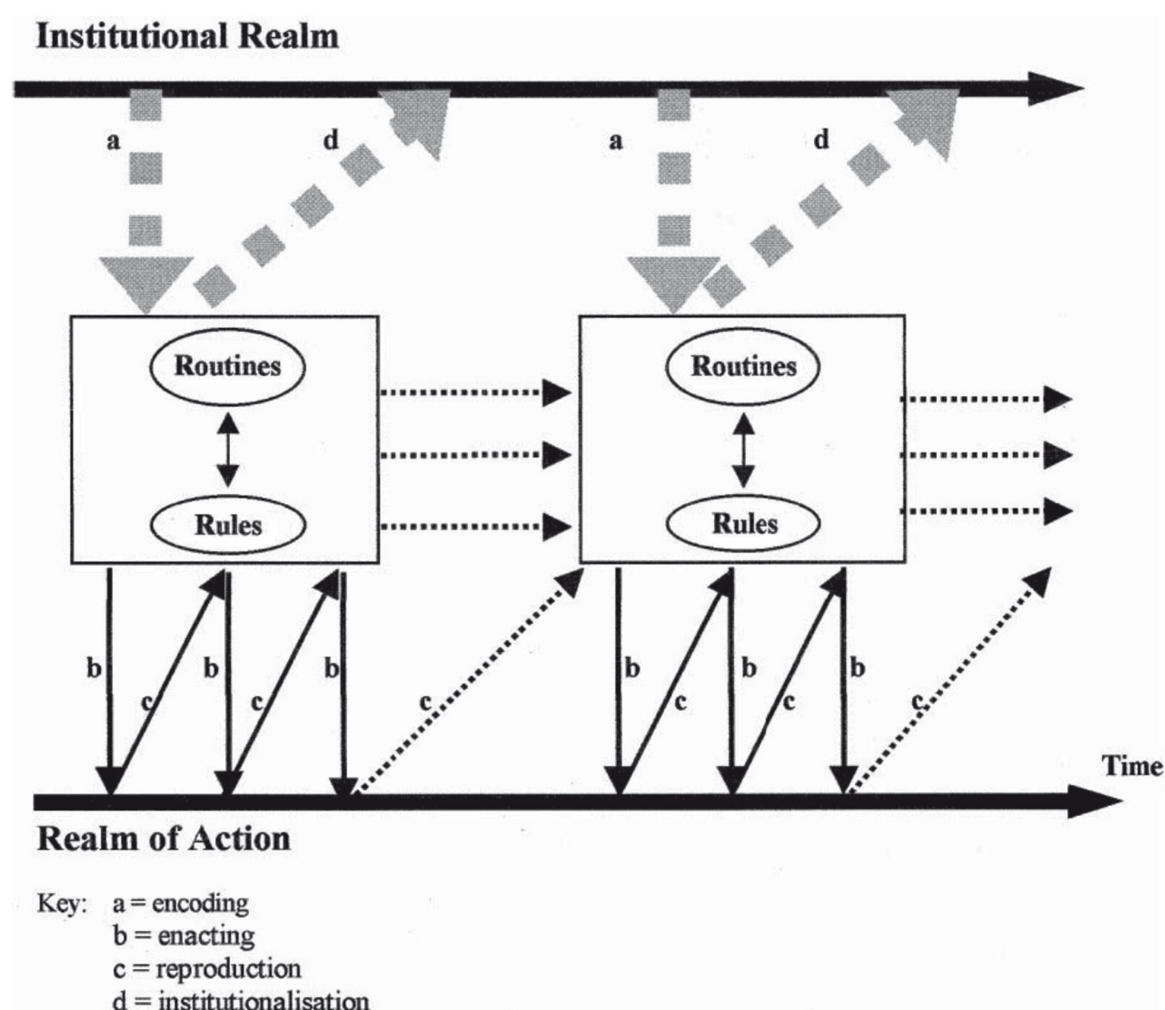 Institutional Realm
a d a d
Routines Routines
Rules Rules
b b b b b b
c c c c c c
Time
Realm of Action
Key: a = encoding
b = enacting
c = reproduction
d = institutionalisation